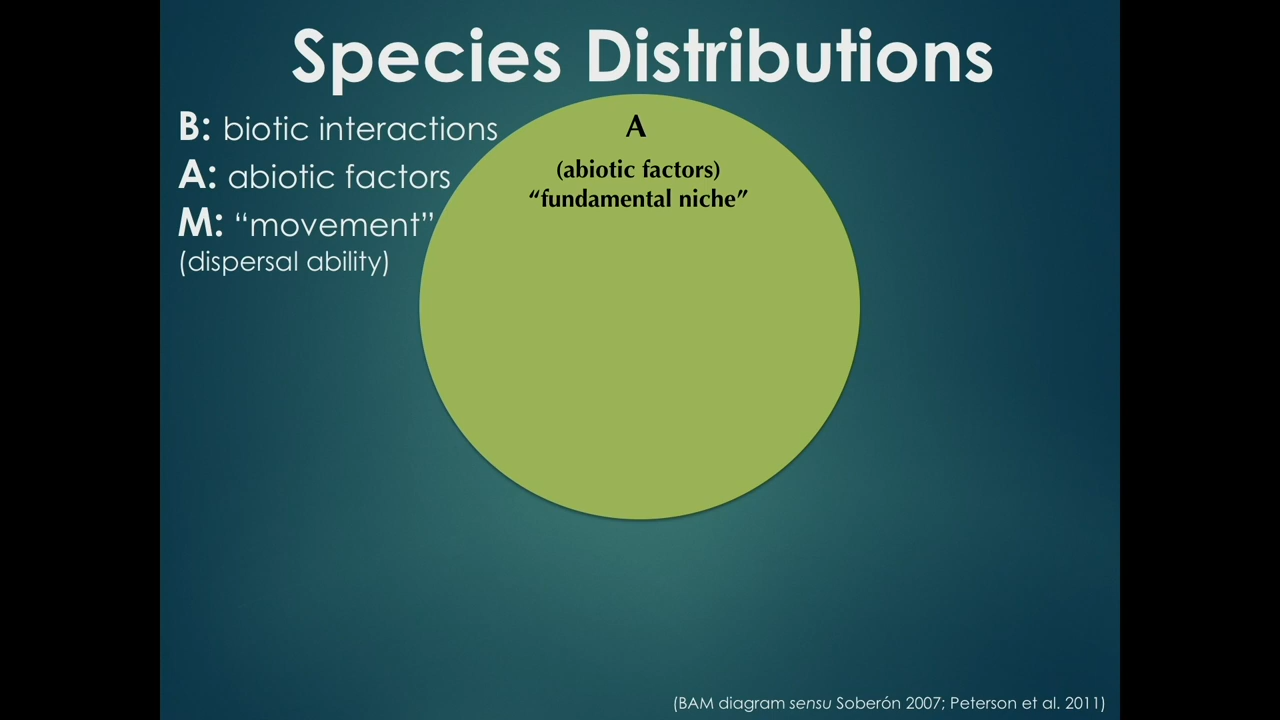 Species Distributions
B: biotic interactions
A: abiotic factors
M: “movement”
(dispersal ability)
A
(abiotic factors)
“fundamental niche”
(BAM diagram sensu Soberón 2007; Peterson et al. 2011)